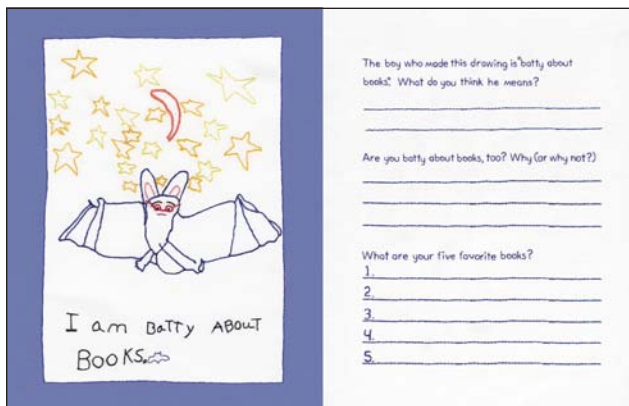 I am BaTTy ABOUT
BOOKS.
The boy who made this drawing is "batty about
books." What do you think he means?
Are you batty about books, too? Why (or why not?)
What are your five favorite books?
1.
2.
3.
4.
5.